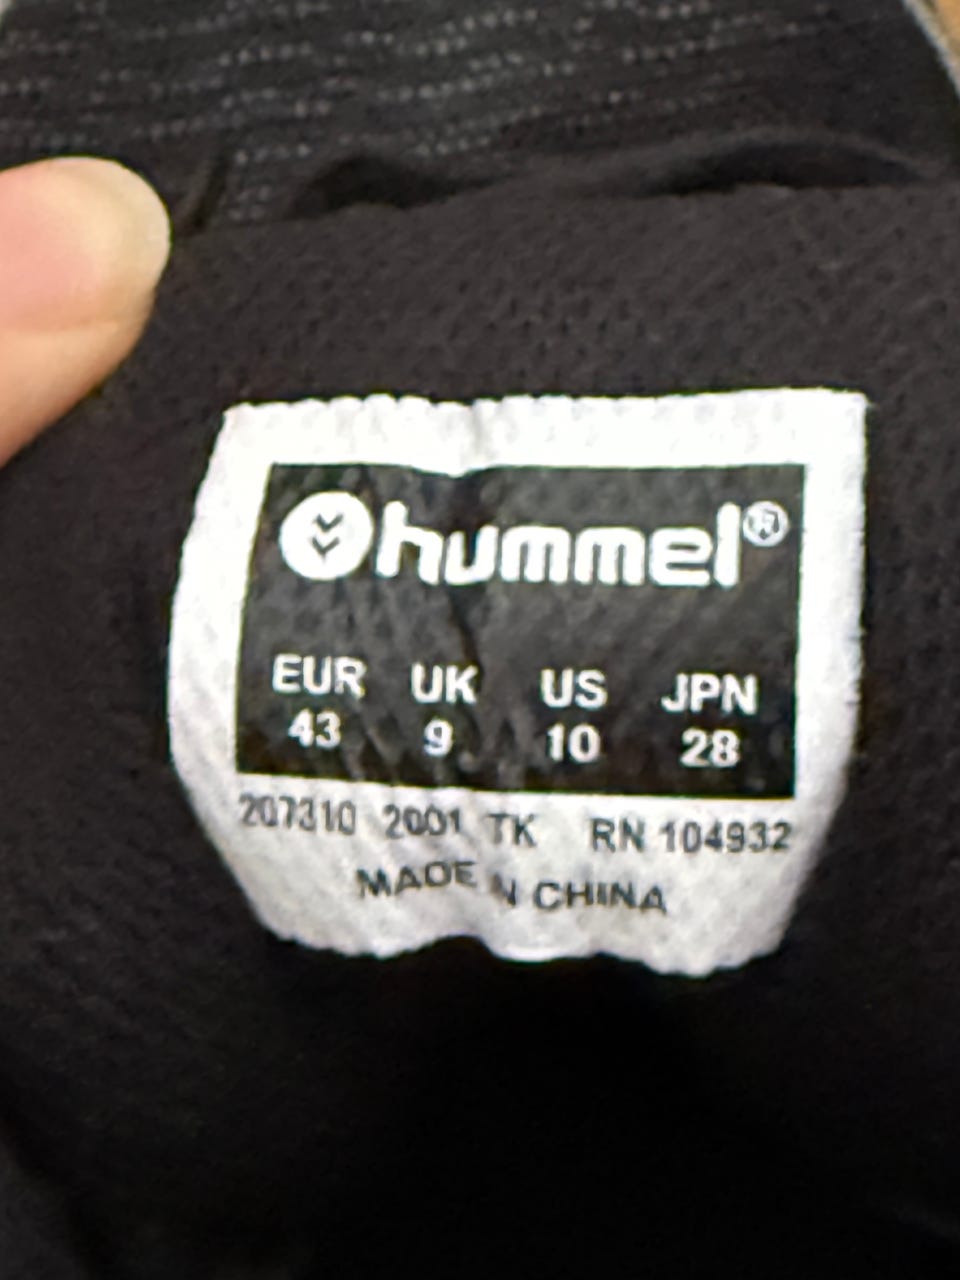 hummel®
EUR UK US JPN
43 9 10 28
207310 2001 TK RN 104932
MADE IN CHINA